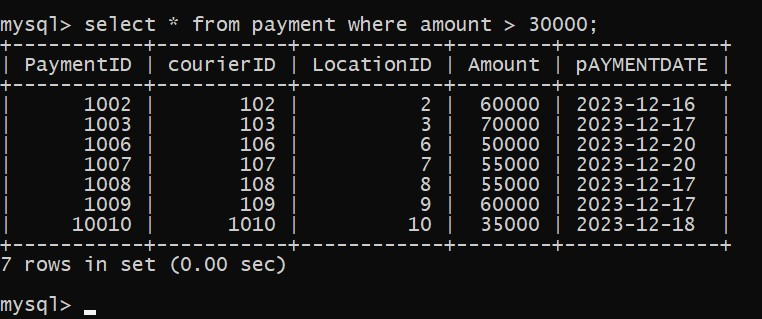 mysql> select * from payment where amount > 30000;
+-----------+-----------+------------+--------+-------------+
| PaymentID | courierID | LocationID | Amount | pAYMENTDATE |
+-----------+-----------+------------+--------+-------------+
|      1002 |       102 |          2 |  60000 | 2023-12-16  |
|      1003 |       103 |          3 |  70000 | 2023-12-17  |
|      1006 |       106 |          6 |  50000 | 2023-12-20  |
|      1007 |       107 |          7 |  55000 | 2023-12-20  |
|      1008 |       108 |          8 |  55000 | 2023-12-17  |
|      1009 |       109 |          9 |  60000 | 2023-12-17  |
|     10010 |      1010 |         10 |  35000 | 2023-12-18  |
+-----------+-----------+------------+--------+-------------+
7 rows in set (0.00 sec)
mysql> _